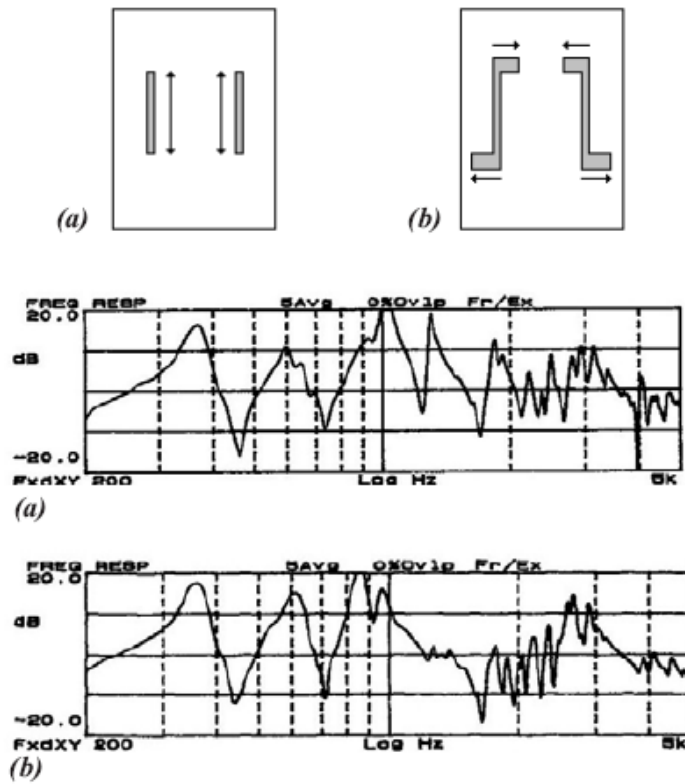 (a)
(b)
FREQ RESP 5Avg 0%Ovlp Fr/Ex
20.0
dB
-20.0
FxdXY 200 Log Hz 5k
(a)
FREQ RESP 5Avg 0%Ovlp Fr/Ex
20.0
dB
-20.0
FxdXY 200 Log Hz 5k
(b)